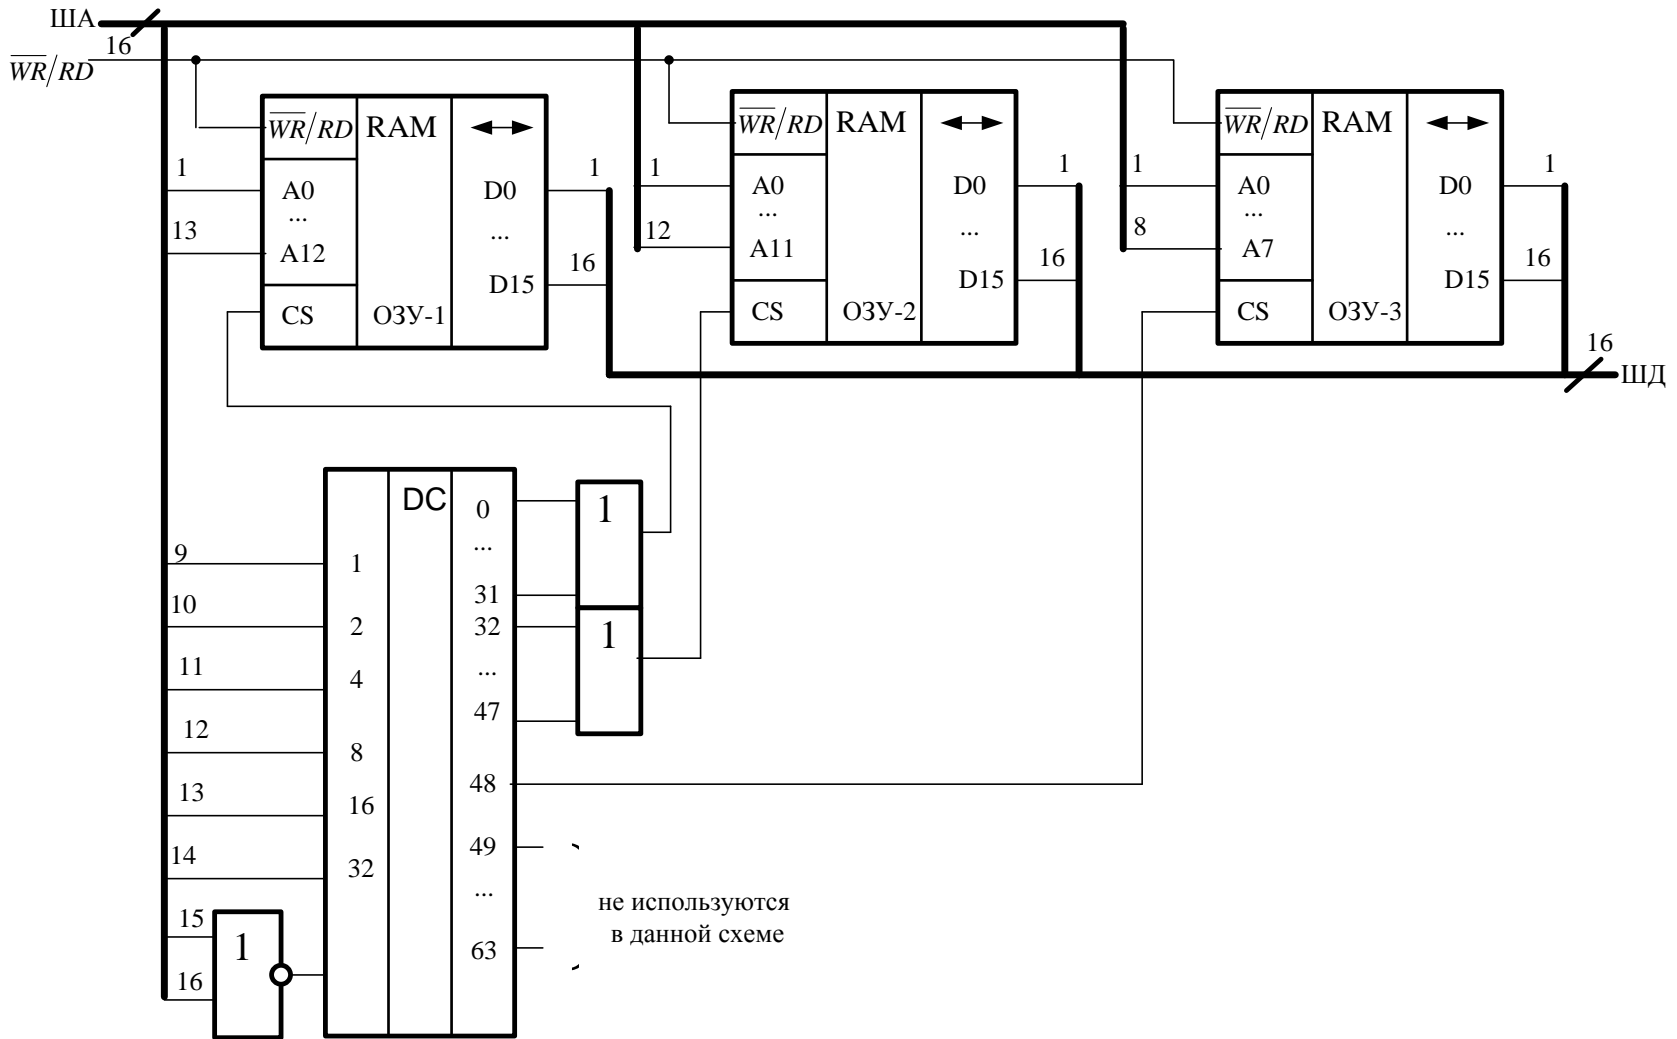 ША
16
WR/RD
WR/RD RAM
1
A0
...
13
A12
CS
ОЗУ-1
D0
...
D15
1
16
WR/RD RAM
1
A0
...
12
A11
CS
ОЗУ-2
D0
...
D15
1
16
WR/RD RAM
1
A0
...
8
A7
CS
ОЗУ-3
D0
...
D15
1
16
16
ШД
DC
9
10
11
12
13
14
15
16
1
1
2
4
8
16
32
0
...
31
32
...
47
48
49
...
63
1
1
не используются
в данной схеме